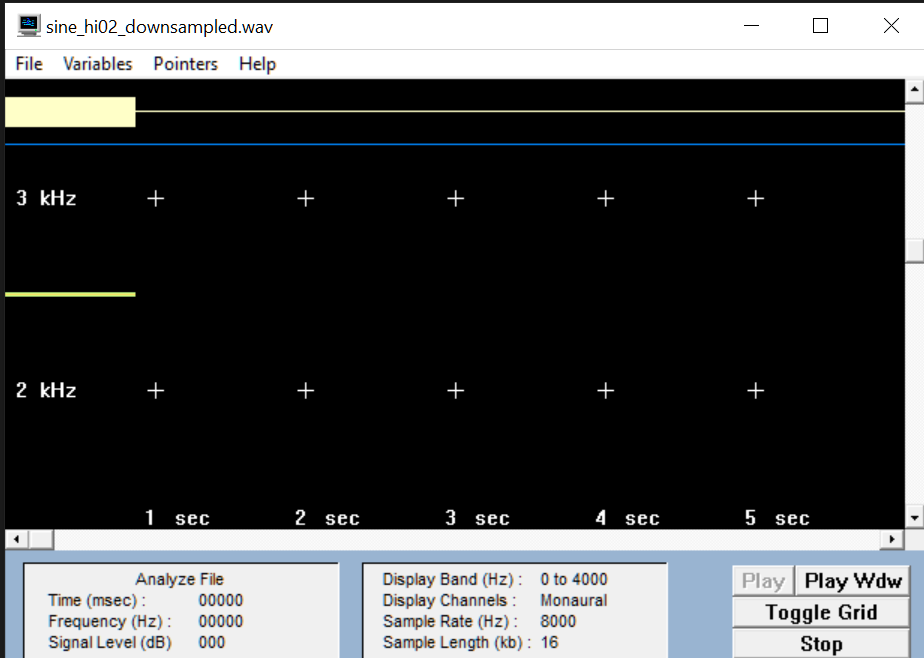 sine_hi02_downsampled.wav
File Variables Pointers Help
3 kHz
2 kHz
1 sec 2 sec 3 sec 4 sec 5 sec
Analyze File
Time (msec) : 00000
Frequency (Hz) : 00000
Signal Level (dB) 000
Display Band (Hz) : 0 to 4000
Display Channels : Monaural
Sample Rate (Hz) : 8000
Sample Length (kb) : 16
Play Play Wdw
Toggle Grid
Stop